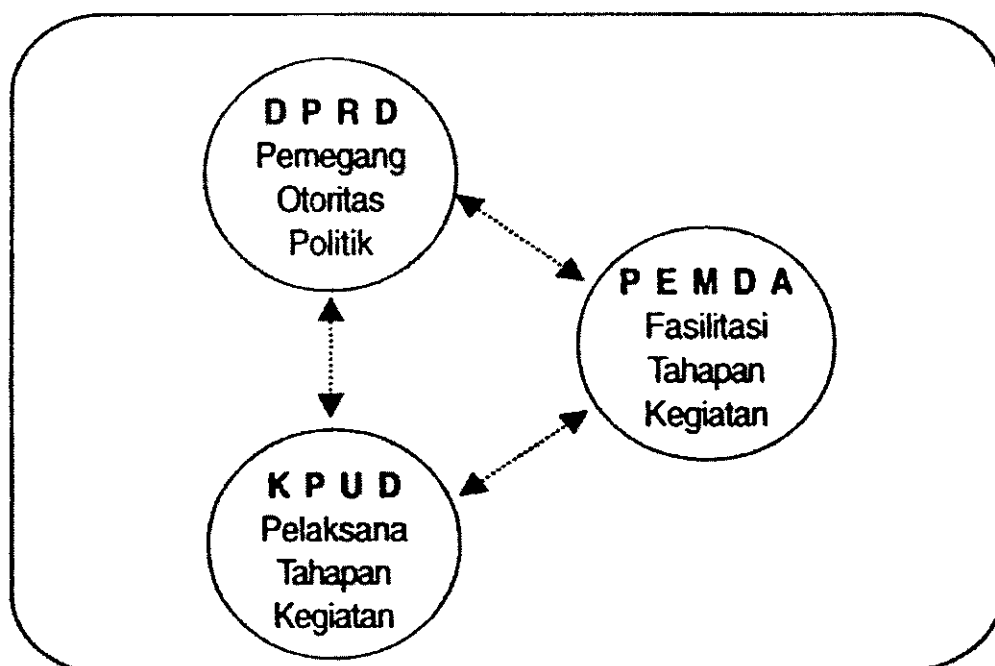 D P R D
Pemegang
Otoritas
Politik
P E M D A
Fasilitasi
Tahapan
Kegiatan
K P U D
Pelaksana
Tahapan
Kegiatan